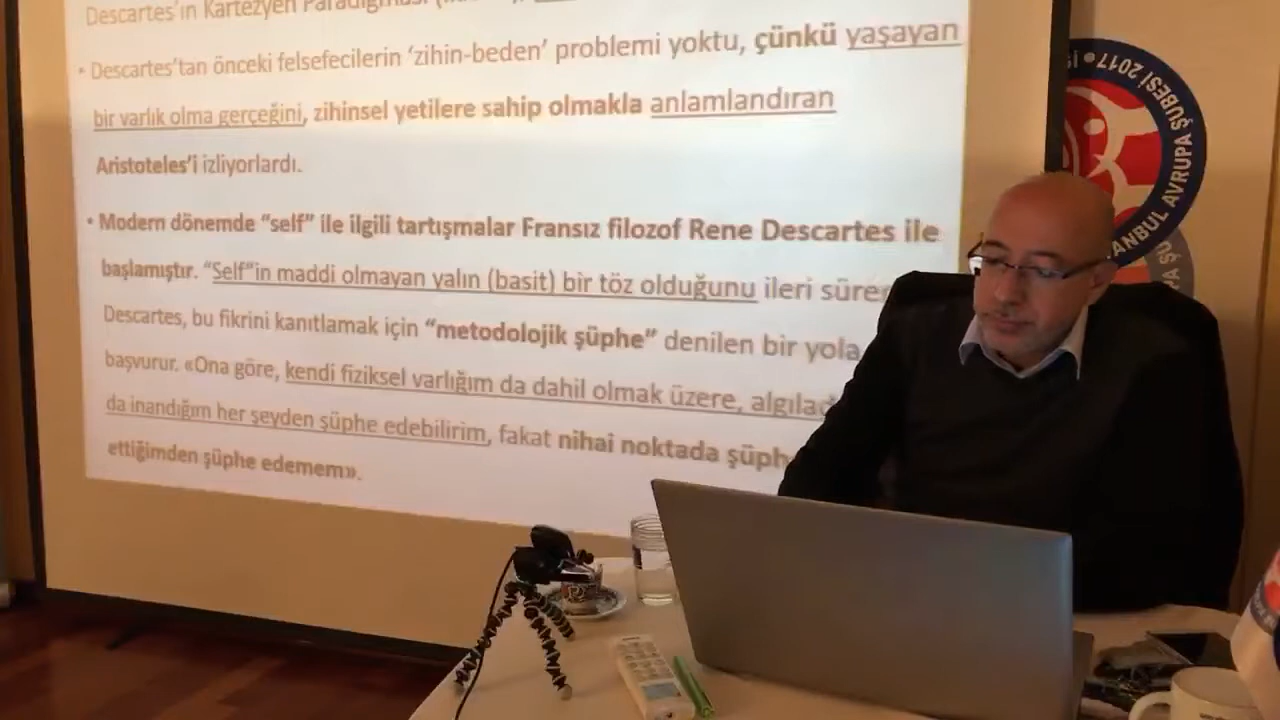 Descartes'ın Kartezyen Paradigması
• Descartes'tan önceki felsefecilerin 'zihin-beden' problemi yoktu, çünkü yaşayan
bir varlık olma gerçeğini, zihinsel yetilere sahip olmakla anlamlandıran
Aristoteles'i izliyorlardı.
• Modern dönemde "self" ile ilgili tartışmalar Fransız filozof Rene Descartes ile
başlamıştır. "Self"in maddi olmayan yalın (basit) bir töz olduğunu ileri süre
Descartes, bu fikrini kanıtlamak için "metodolojik şüphe" denilen bir yola
başvurur. «Ona göre, kendi fiziksel varlığım da dahil olmak üzere, algılad
da inandığım her şeyden şüphe edebilirim, fakat nihai noktada şüph
ettiğimden şüphe edemem».
ANBUL AVRUPA ŞUBESİ 2017